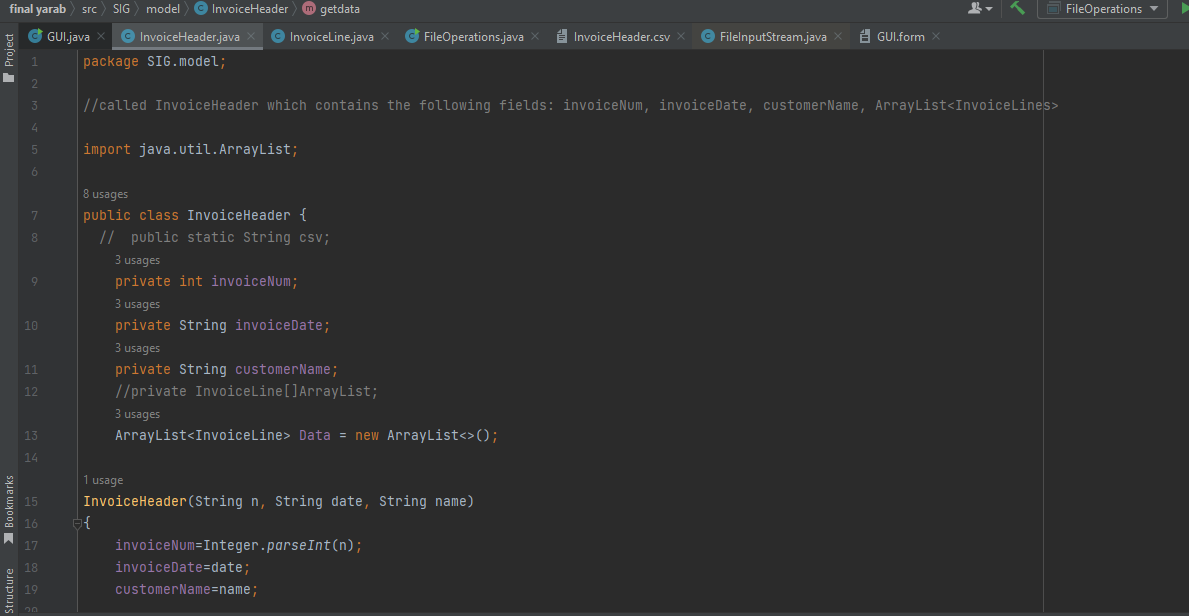 final yarab src SIG model InvoiceHeader getdata FileOperations
GUI.java InvoiceHeader.java InvoiceLine.java FileOperations.java InvoiceHeader.csv FileInputStream.java GUI.form
Project
1 package SIG.model;
2
3 //called InvoiceHeader which contains the following fields: invoiceNum, invoiceDate, customerName, ArrayList<InvoiceLines>
4
5 import java.util.ArrayList;
6
8 usages
7 public class InvoiceHeader {
8 // public static String csv;
3 usages
9 private int invoiceNum;
3 usages
10 private String invoiceDate;
3 usages
11 private String customerName;
12 //private InvoiceLine[]ArrayList;
3 usages
13 ArrayList<InvoiceLine> Data = new ArrayList<>();
14
1 usage
15 InvoiceHeader(String n, String date, String name)
16 {
17 invoiceNum=Integer.parseInt(n);
18 invoiceDate=date;
19 customerName=name;
20
Bookmarks
Structure